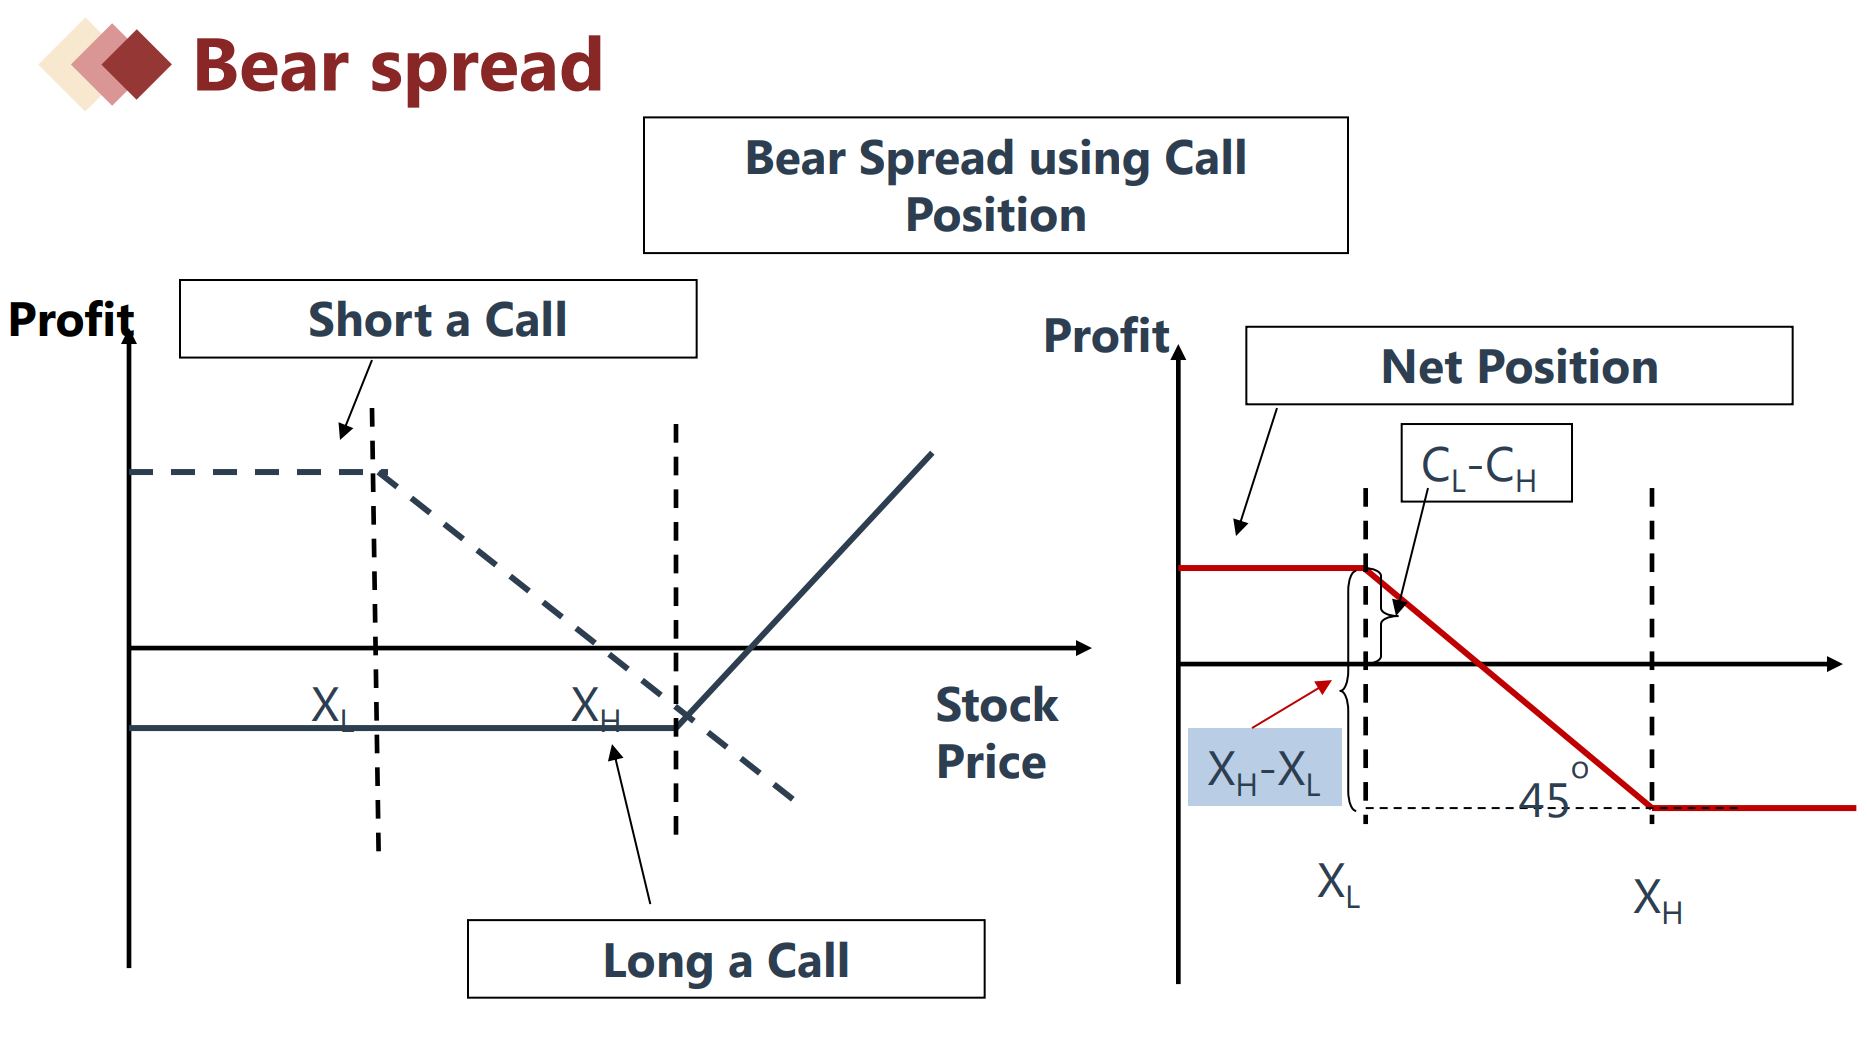 Bear spread
Bear Spread using Call
Position
Profit
Short a Call
Profit
Net Position
C_L-C_H
X_L
X_H
Stock
Price
X_H-X_L
45°
X_L
X_H
Long a Call